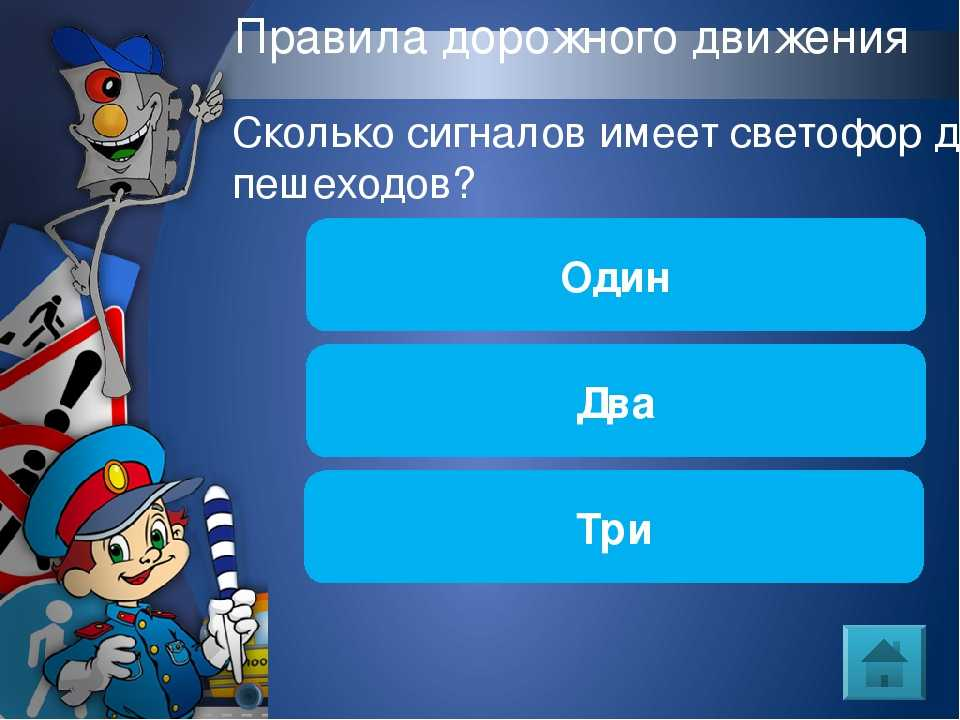 Правила дорожного движения
Сколько сигналов имеет светофор д
пешеходов?
Один
Два
Три